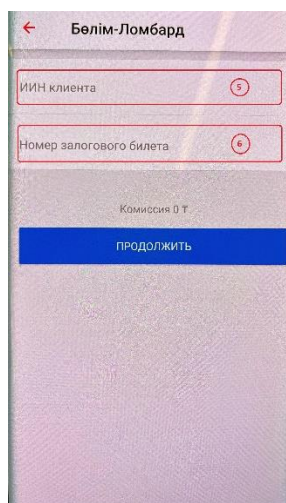 Бөлім-Ломбард
ИИН клиента 5
Номер залогового билета 6
Комиссия 0 ₸
ПРОДОЛЖИТЬ